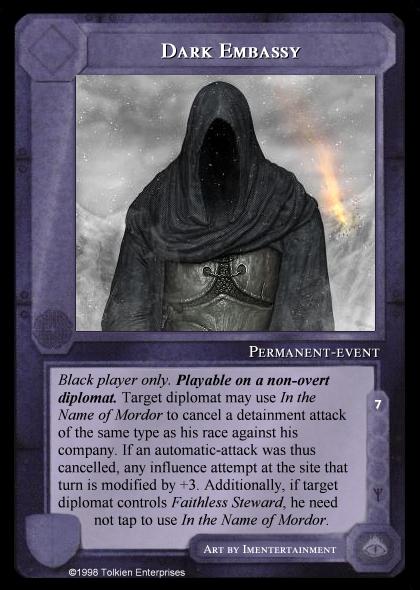 Dark Embassy
Permanent-event
Black player only. Playable on a non-overt
diplomat. Target diplomat may use In the
Name of Mordor to cancel a detainment attack
of the same type as his race against his
company. If an automatic-attack was thus
cancelled, any influence attempt at the site that
turn is modified by +3. Additionally, if target
diplomat controls Faithless Steward, he need
not tap to use In the Name of Mordor.
7
Art by Imentertainment
©1998 Tolkien Enterprises